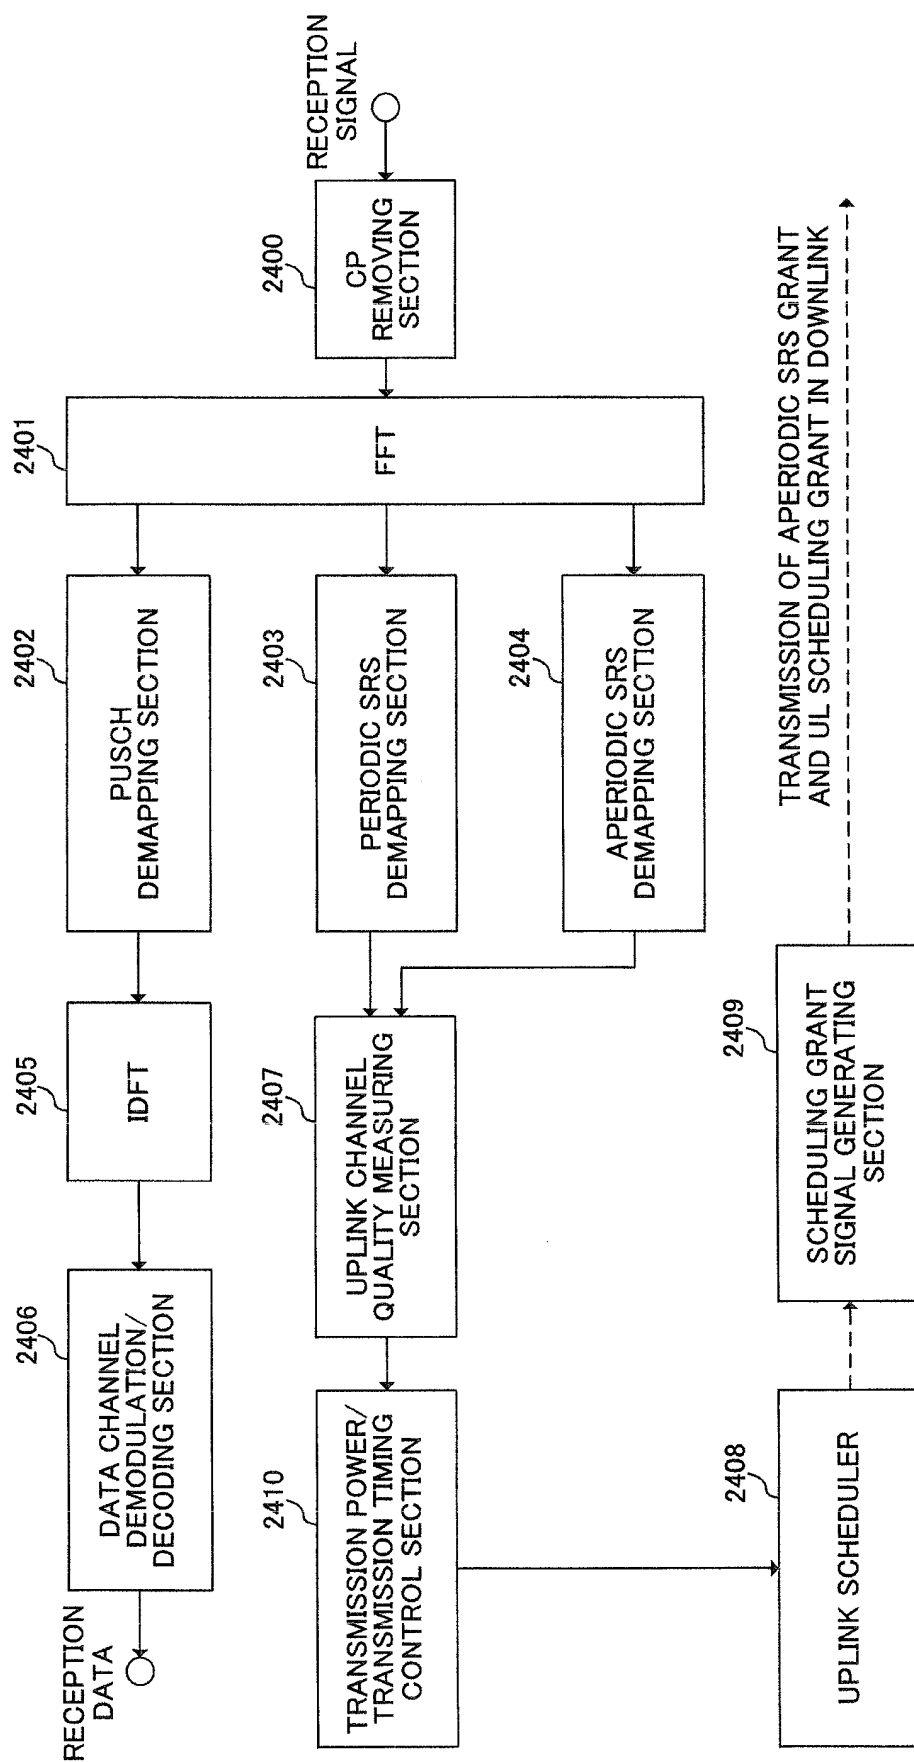 RECEPTION
SIGNAL
2400
CP
REMOVING
SECTION
2401
FFT
2402
PUSCH
DEMAPPING SECTION
2403
PERIODIC SRS
DEMAPPING SECTION
2404
APERIODIC SRS
DEMAPPING SECTION
2405
IDFT
2406
DATA CHANNEL
DEMODULATION/
DECODING SECTION
RECEPTION
DATA
2407
UPLINK CHANNEL
QUALITY MEASURING
SECTION
2410
TRANSMISSION POWER/
TRANSMISSION TIMING
CONTROL SECTION
2408
UPLINK SCHEDULER
2409
SCHEDULING GRANT
SIGNAL GENERATING
SECTION
TRANSMISSION OF APERIODIC SRS GRANT
AND UL SCHEDULING GRANT IN DOWNLINK